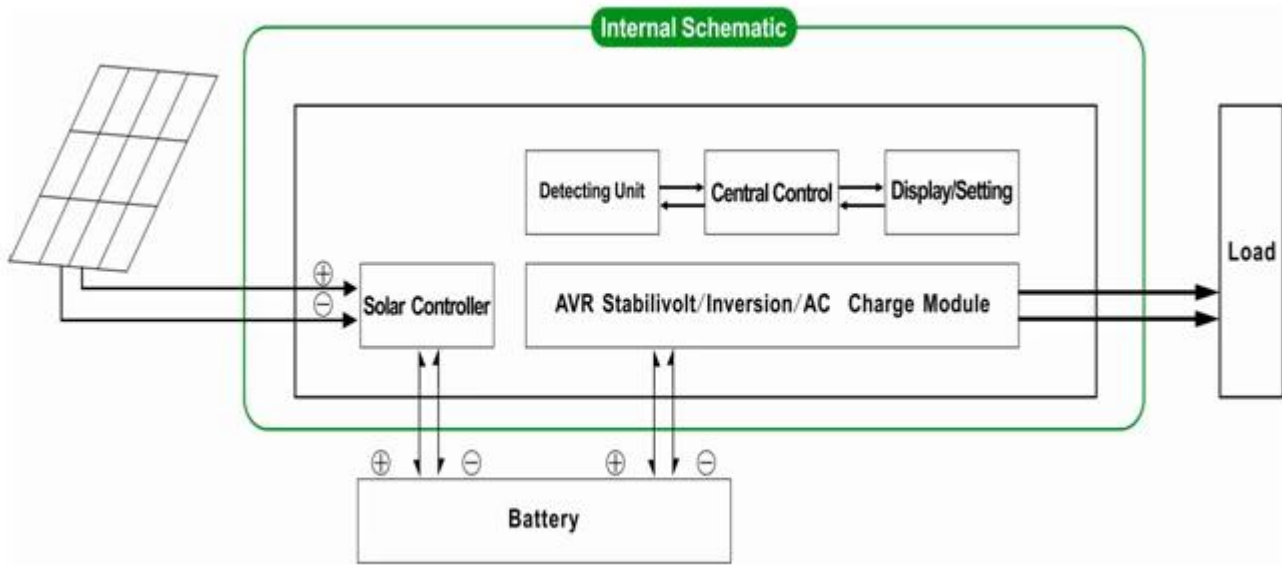 Internal Schematic
Detecting Unit
Central Control
Display/Setting
Load
+
−
Solar Controller
AVR Stabilivolt/Inversion/AC Charge Module
+ − + −
Battery